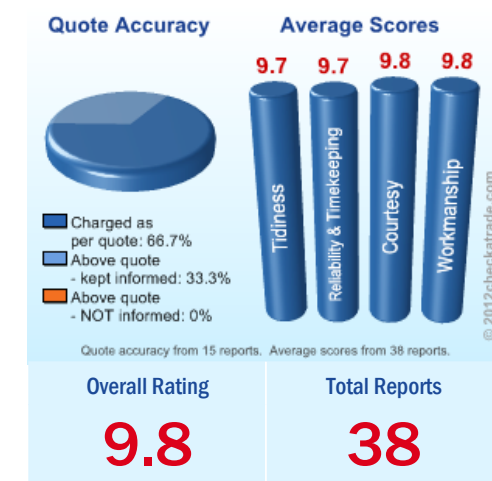 Quote Accuracy
Average Scores
9.7
9.7
9.8
9.8
Tidiness
Reliability & Timekeeping
Courtesy
Workmanship
Charged as
per quote: 66.7%
Above quote
- kept informed: 33.3%
Above quote
- NOT informed: 0%
© 2012checkatrade.com
Quote accuracy from 15 reports. Average scores from 38 reports.
Overall Rating
9.8
Total Reports
38